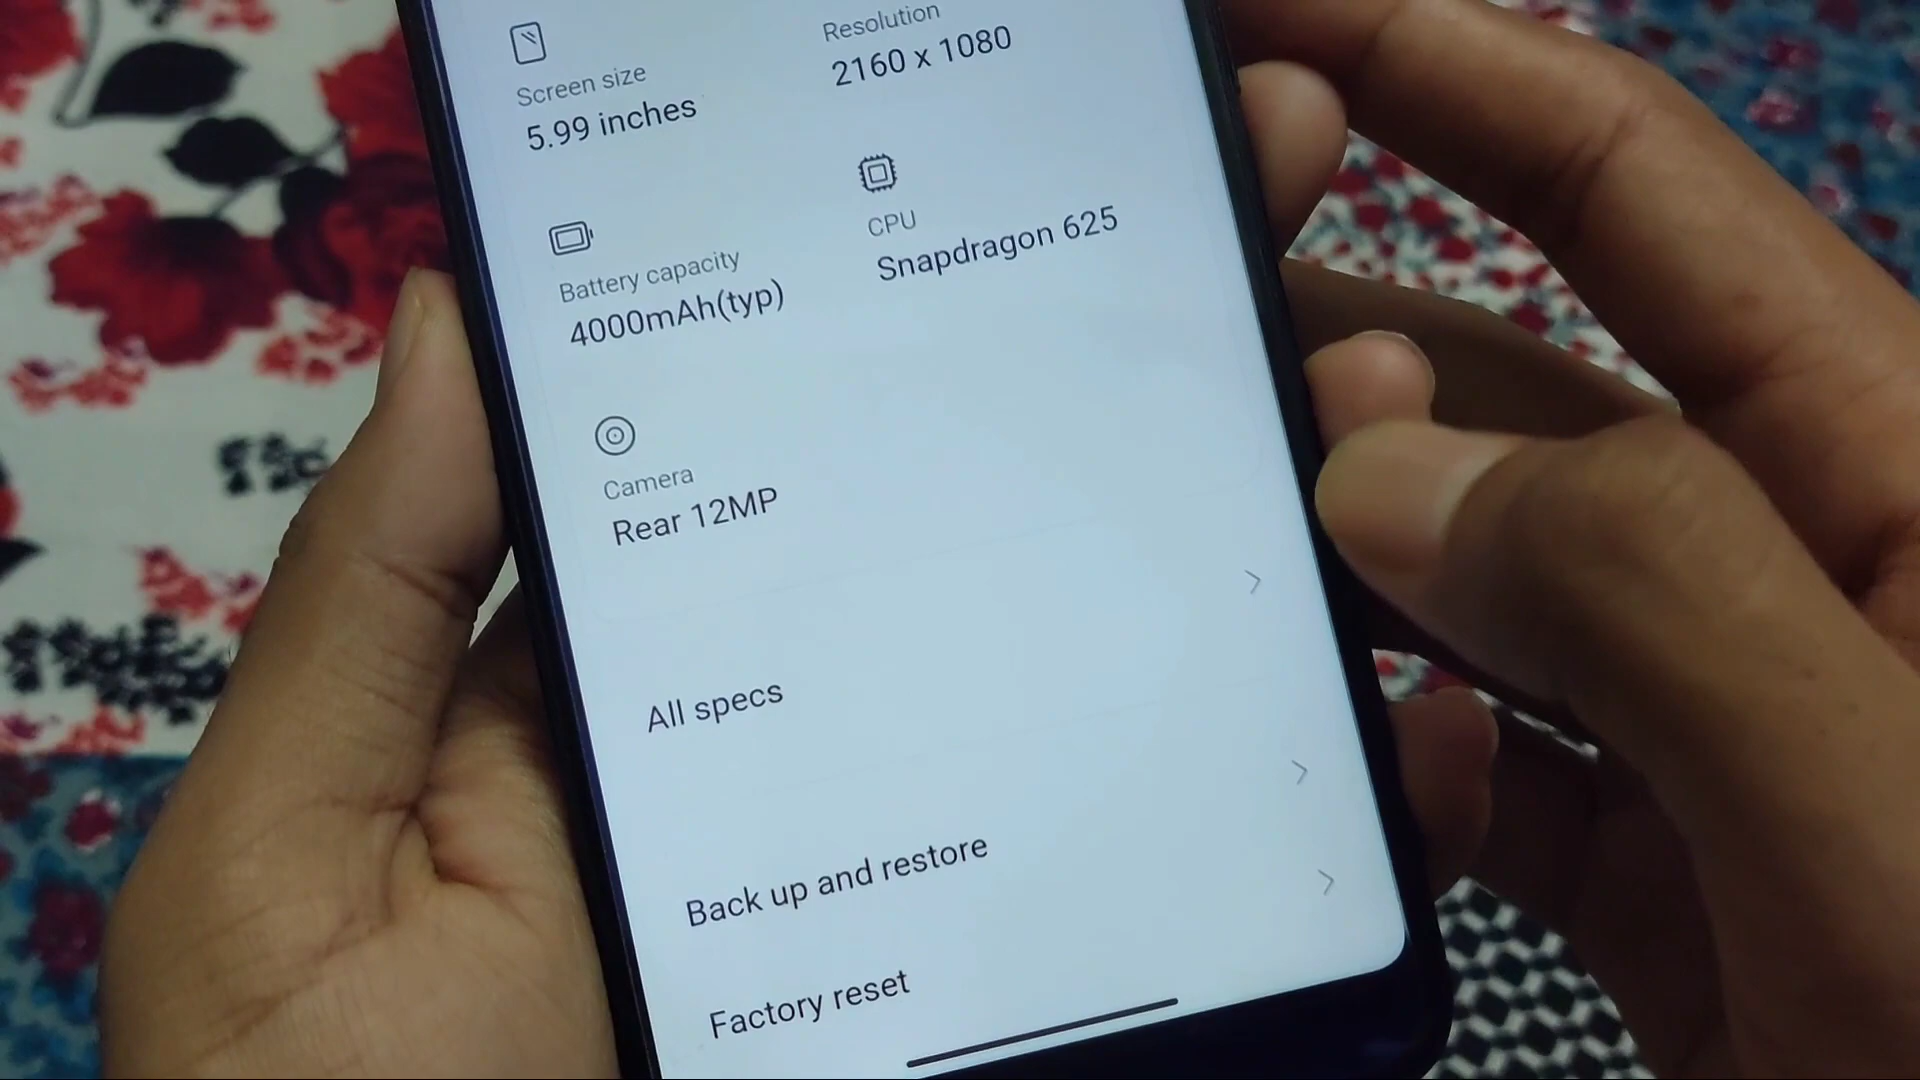 Screen size
5.99 inches
Resolution
2160 x 1080
Battery capacity
4000mAh(typ)
CPU
Snapdragon 625
Camera
Rear 12MP
All specs
Back up and restore
Factory reset